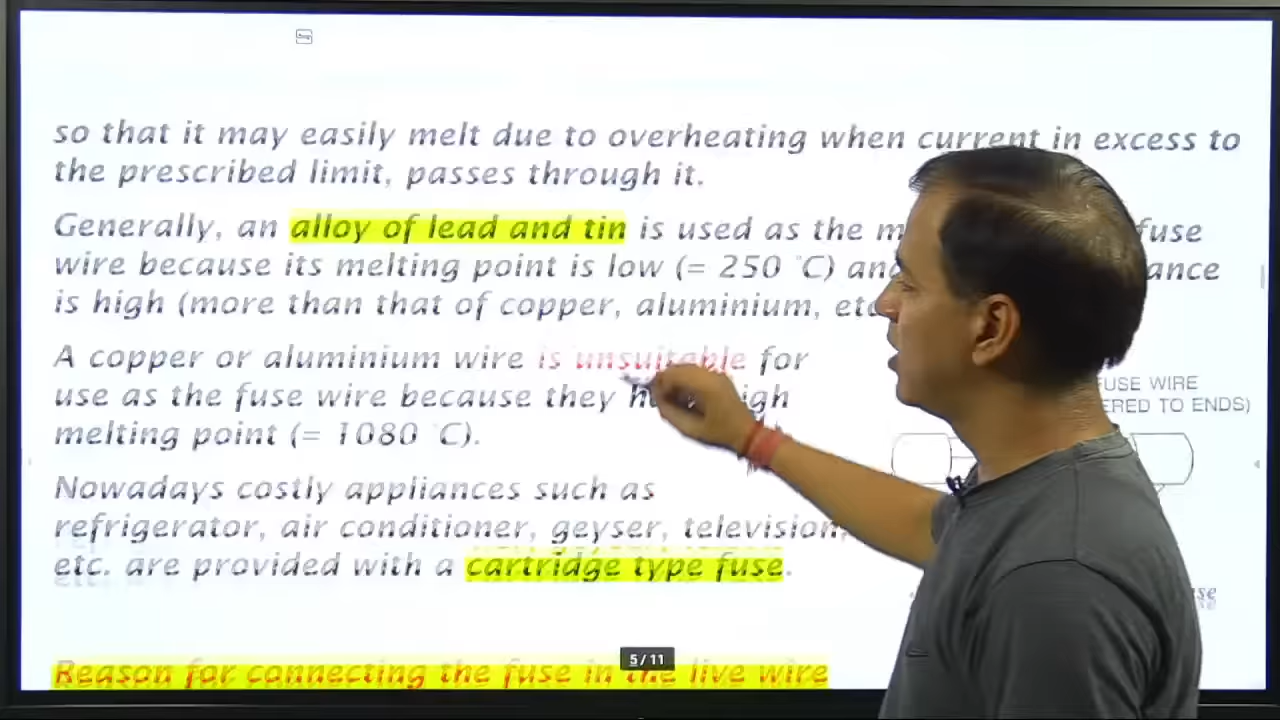 so that it may easily melt due to overheating when current in excess to
the prescribed limit, passes through it.
Generally, an alloy of lead and tin is used as the fuse
wire because its melting point is low (= 250 °C) and
is high (more than that of copper, aluminium, etc
A copper or aluminium wire is unsuitable for
use as the fuse wire because they
melting point (= 1080 °C).
FUSE WIRE
TO ENDS)
Nowadays costly appliances such as
refrigerator, air conditioner, geyser, television,
etc. are provided with a cartridge type fuse.
5/11
Reason for connecting the fuse in the live wire